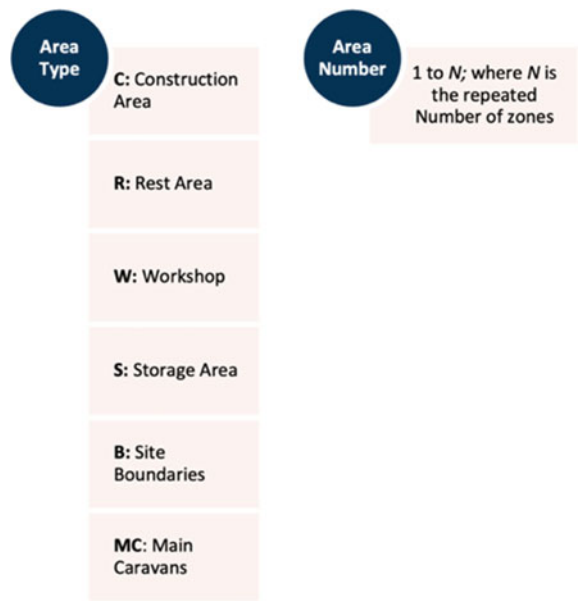 Area
Type
C: Construction
Area
R: Rest Area
W: Workshop
S: Storage Area
B: Site
Boundaries
MC: Main
Caravans
Area
Number
1 to N; where N is
the repeated
Number of zones